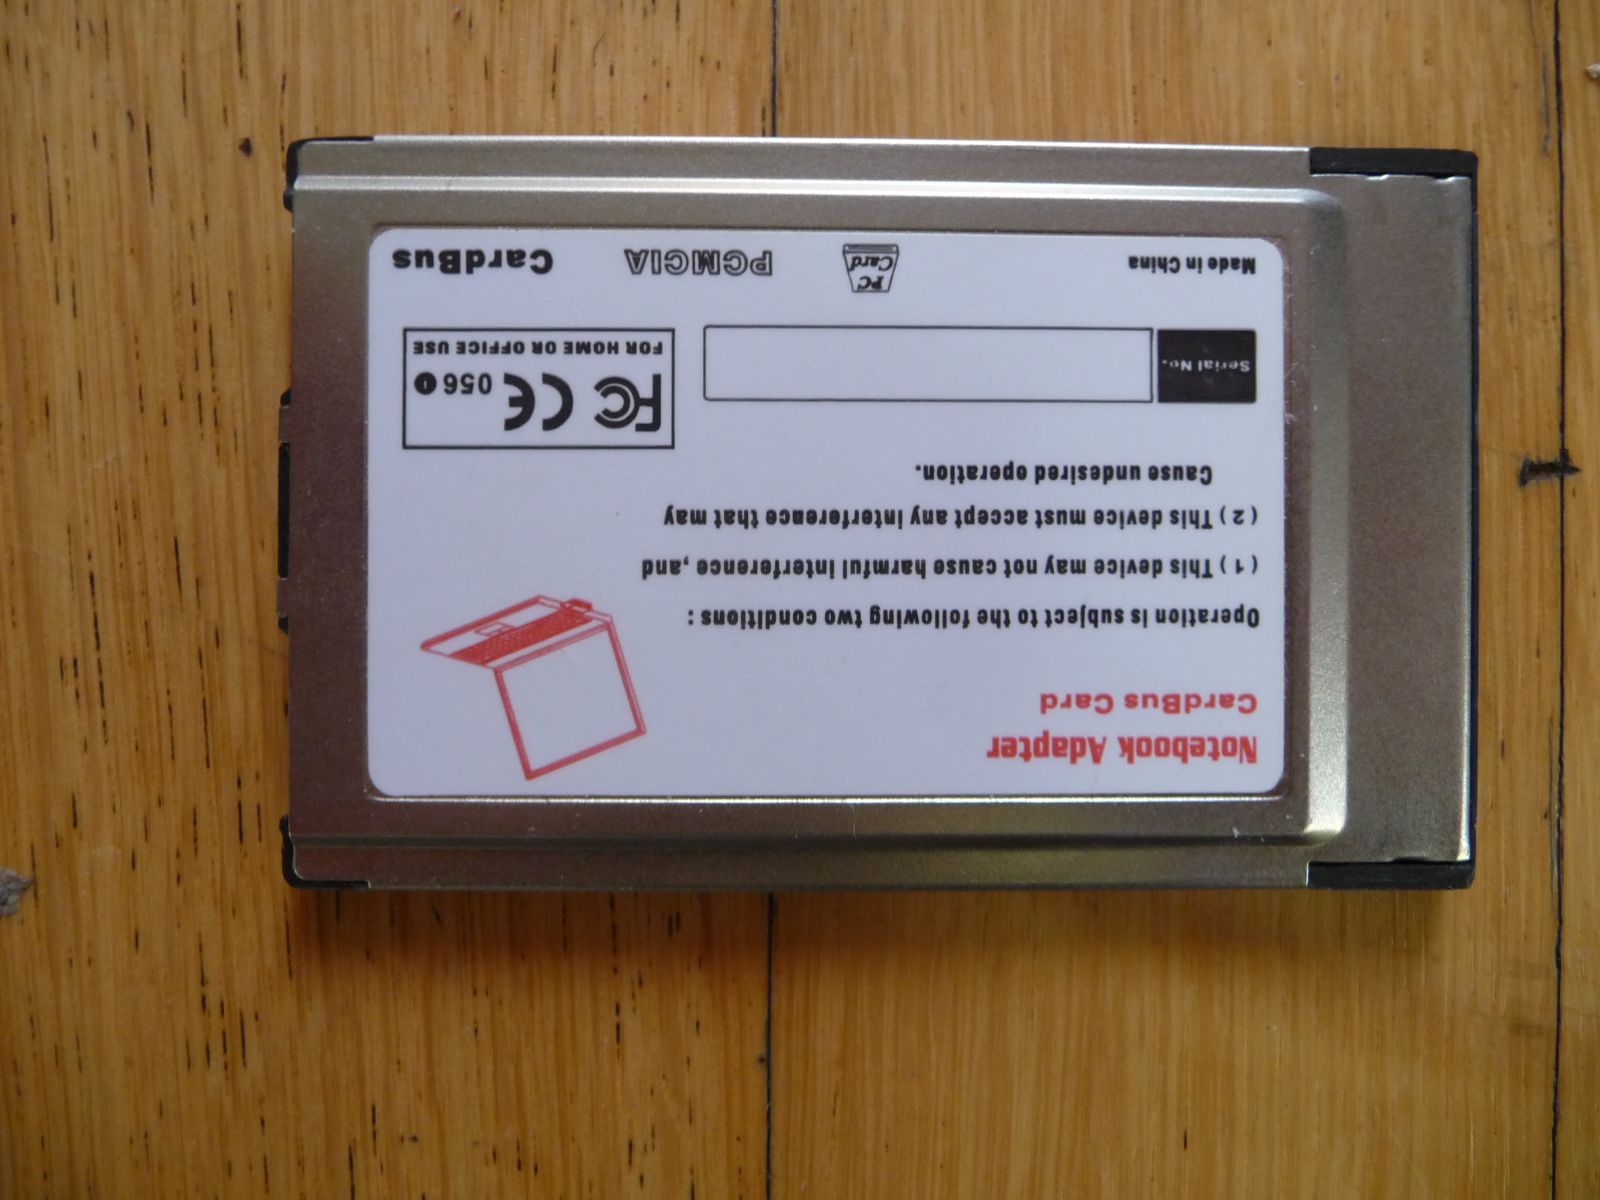 Notebook Adapter
CardBus Card
Operation is subject to the following two conditions :
( 1 ) This device may not cause harmful interference, and
( 2 ) This device must accept any interference that may
Cause undesired operation.
Serial No.
FC CE 056 !
FOR HOME OR OFFICE USE
Made in China
PC
Card
PCMCIA
CardBus